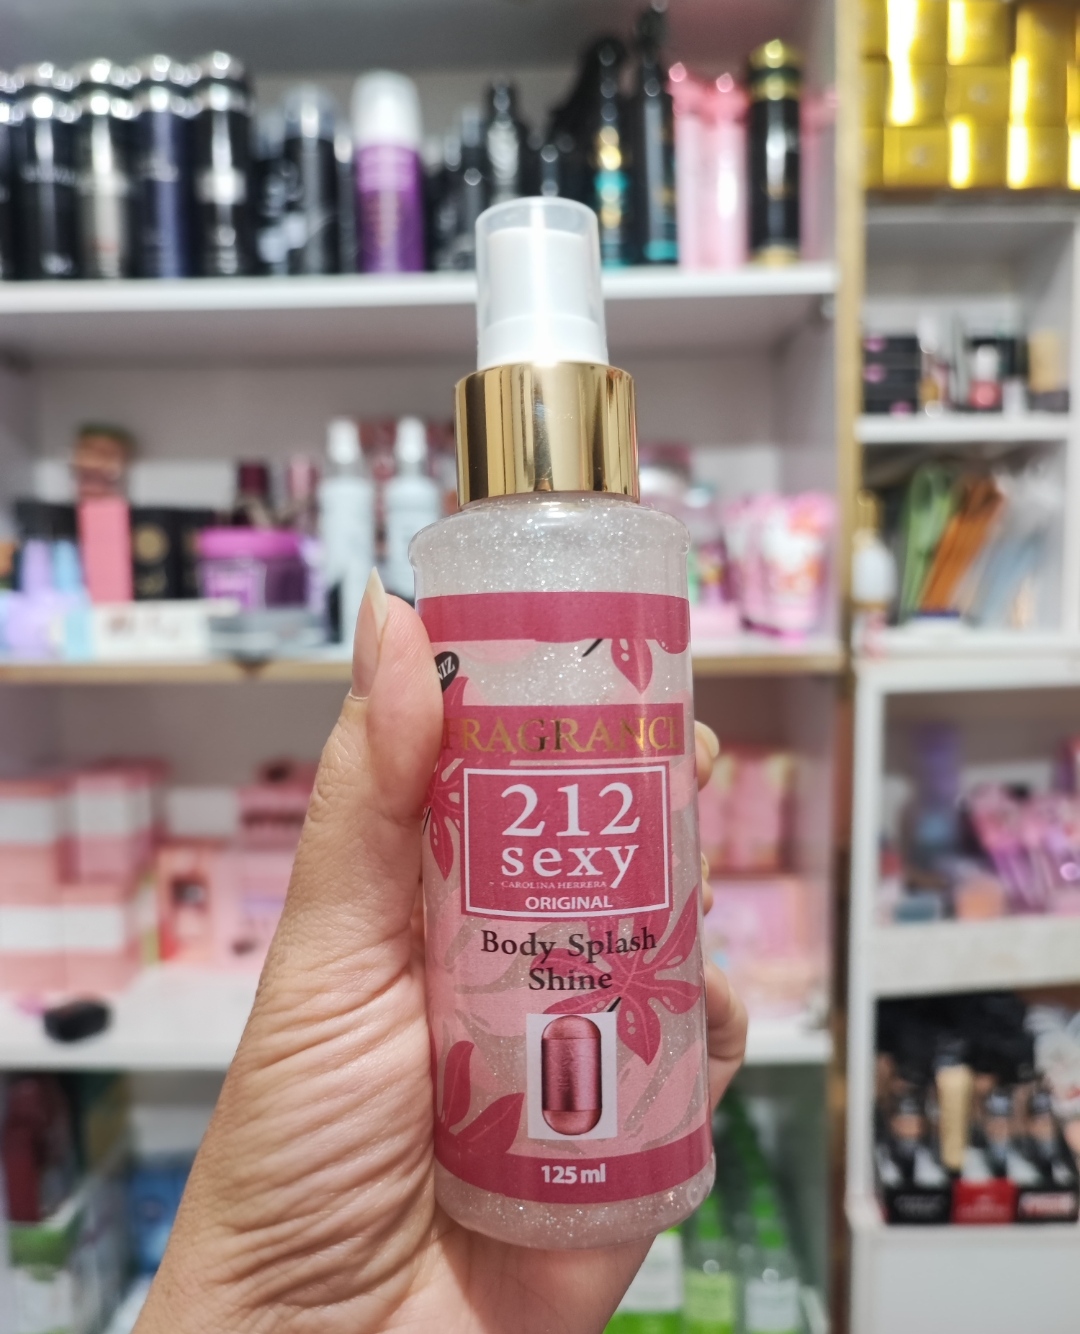 FRAGRANCE
212
sexy
CAROLINA HERRERA
ORIGINAL
Body Splash
Shine
125 ml